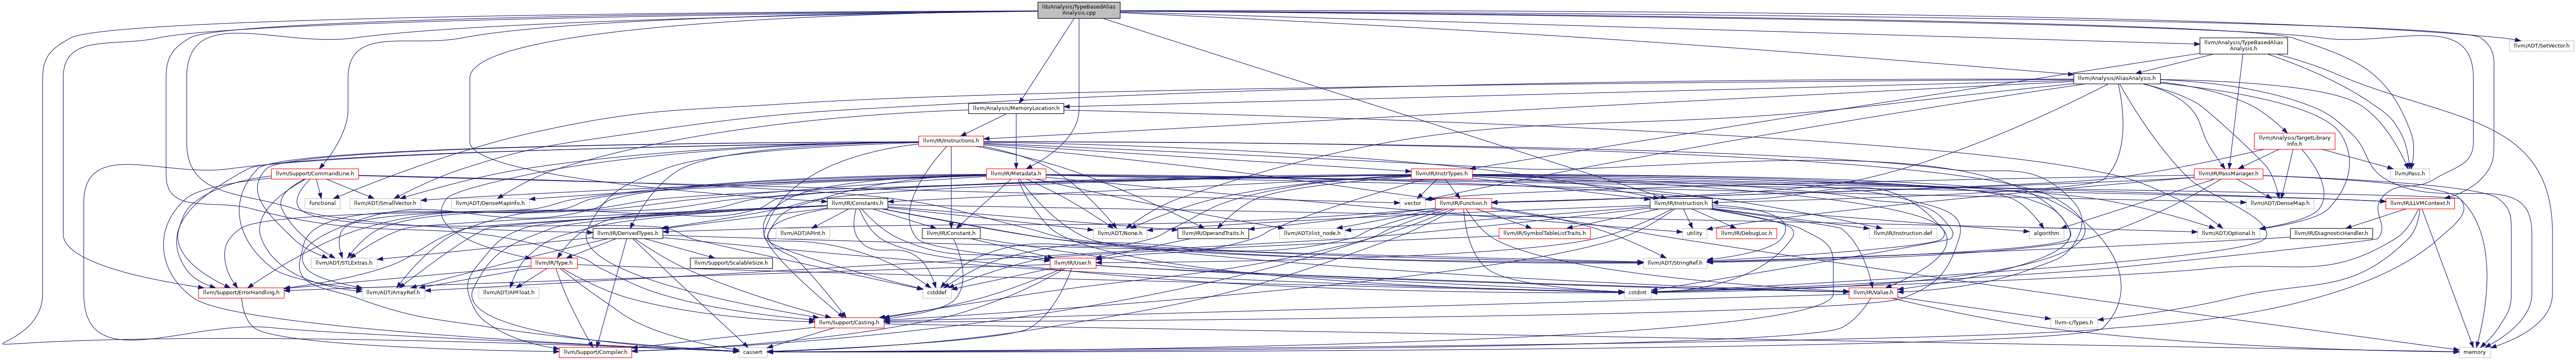 lib/Analysis/TypeBasedAlias
Analysis.cpp
llvm/Analysis/TypeBasedAlias
Analysis.h
llvm/ADT/SetVector.h
llvm/Analysis/AliasAnalysis.h
llvm/Analysis/MemoryLocation.h
llvm/IR/Instructions.h
llvm/Analysis/TargetLibrary
Info.h
llvm/Support/CommandLine.h
llvm/IR/Metadata.h
llvm/IR/InstrTypes.h
llvm/IR/PassManager.h
llvm/Pass.h
functional
llvm/ADT/SmallVector.h
llvm/ADT/DenseMapInfo.h
llvm/IR/Constants.h
vector
llvm/IR/Function.h
llvm/IR/Instruction.h
llvm/ADT/DenseMap.h
llvm/IR/LLVMContext.h
llvm/IR/DerivedTypes.h
llvm/ADT/APInt.h
llvm/IR/Constant.h
llvm/ADT/None.h
llvm/IR/OperandTraits.h
llvm/ADT/ilist_node.h
llvm/IR/SymbolTableListTraits.h
utility
llvm/IR/DebugLoc.h
llvm/IR/Instruction.def
algorithm
llvm/ADT/Optional.h
llvm/IR/DiagnosticHandler.h
llvm/ADT/STLExtras.h
llvm/IR/Type.h
llvm/Support/ScalableSize.h
llvm/IR/User.h
llvm/ADT/StringRef.h
llvm/Support/ErrorHandling.h
llvm/ADT/ArrayRef.h
llvm/ADT/APFloat.h
cstddef
cstdint
llvm/IR/Value.h
llvm/Support/Casting.h
llvm-c/Types.h
llvm/Support/Compiler.h
cassert
memory